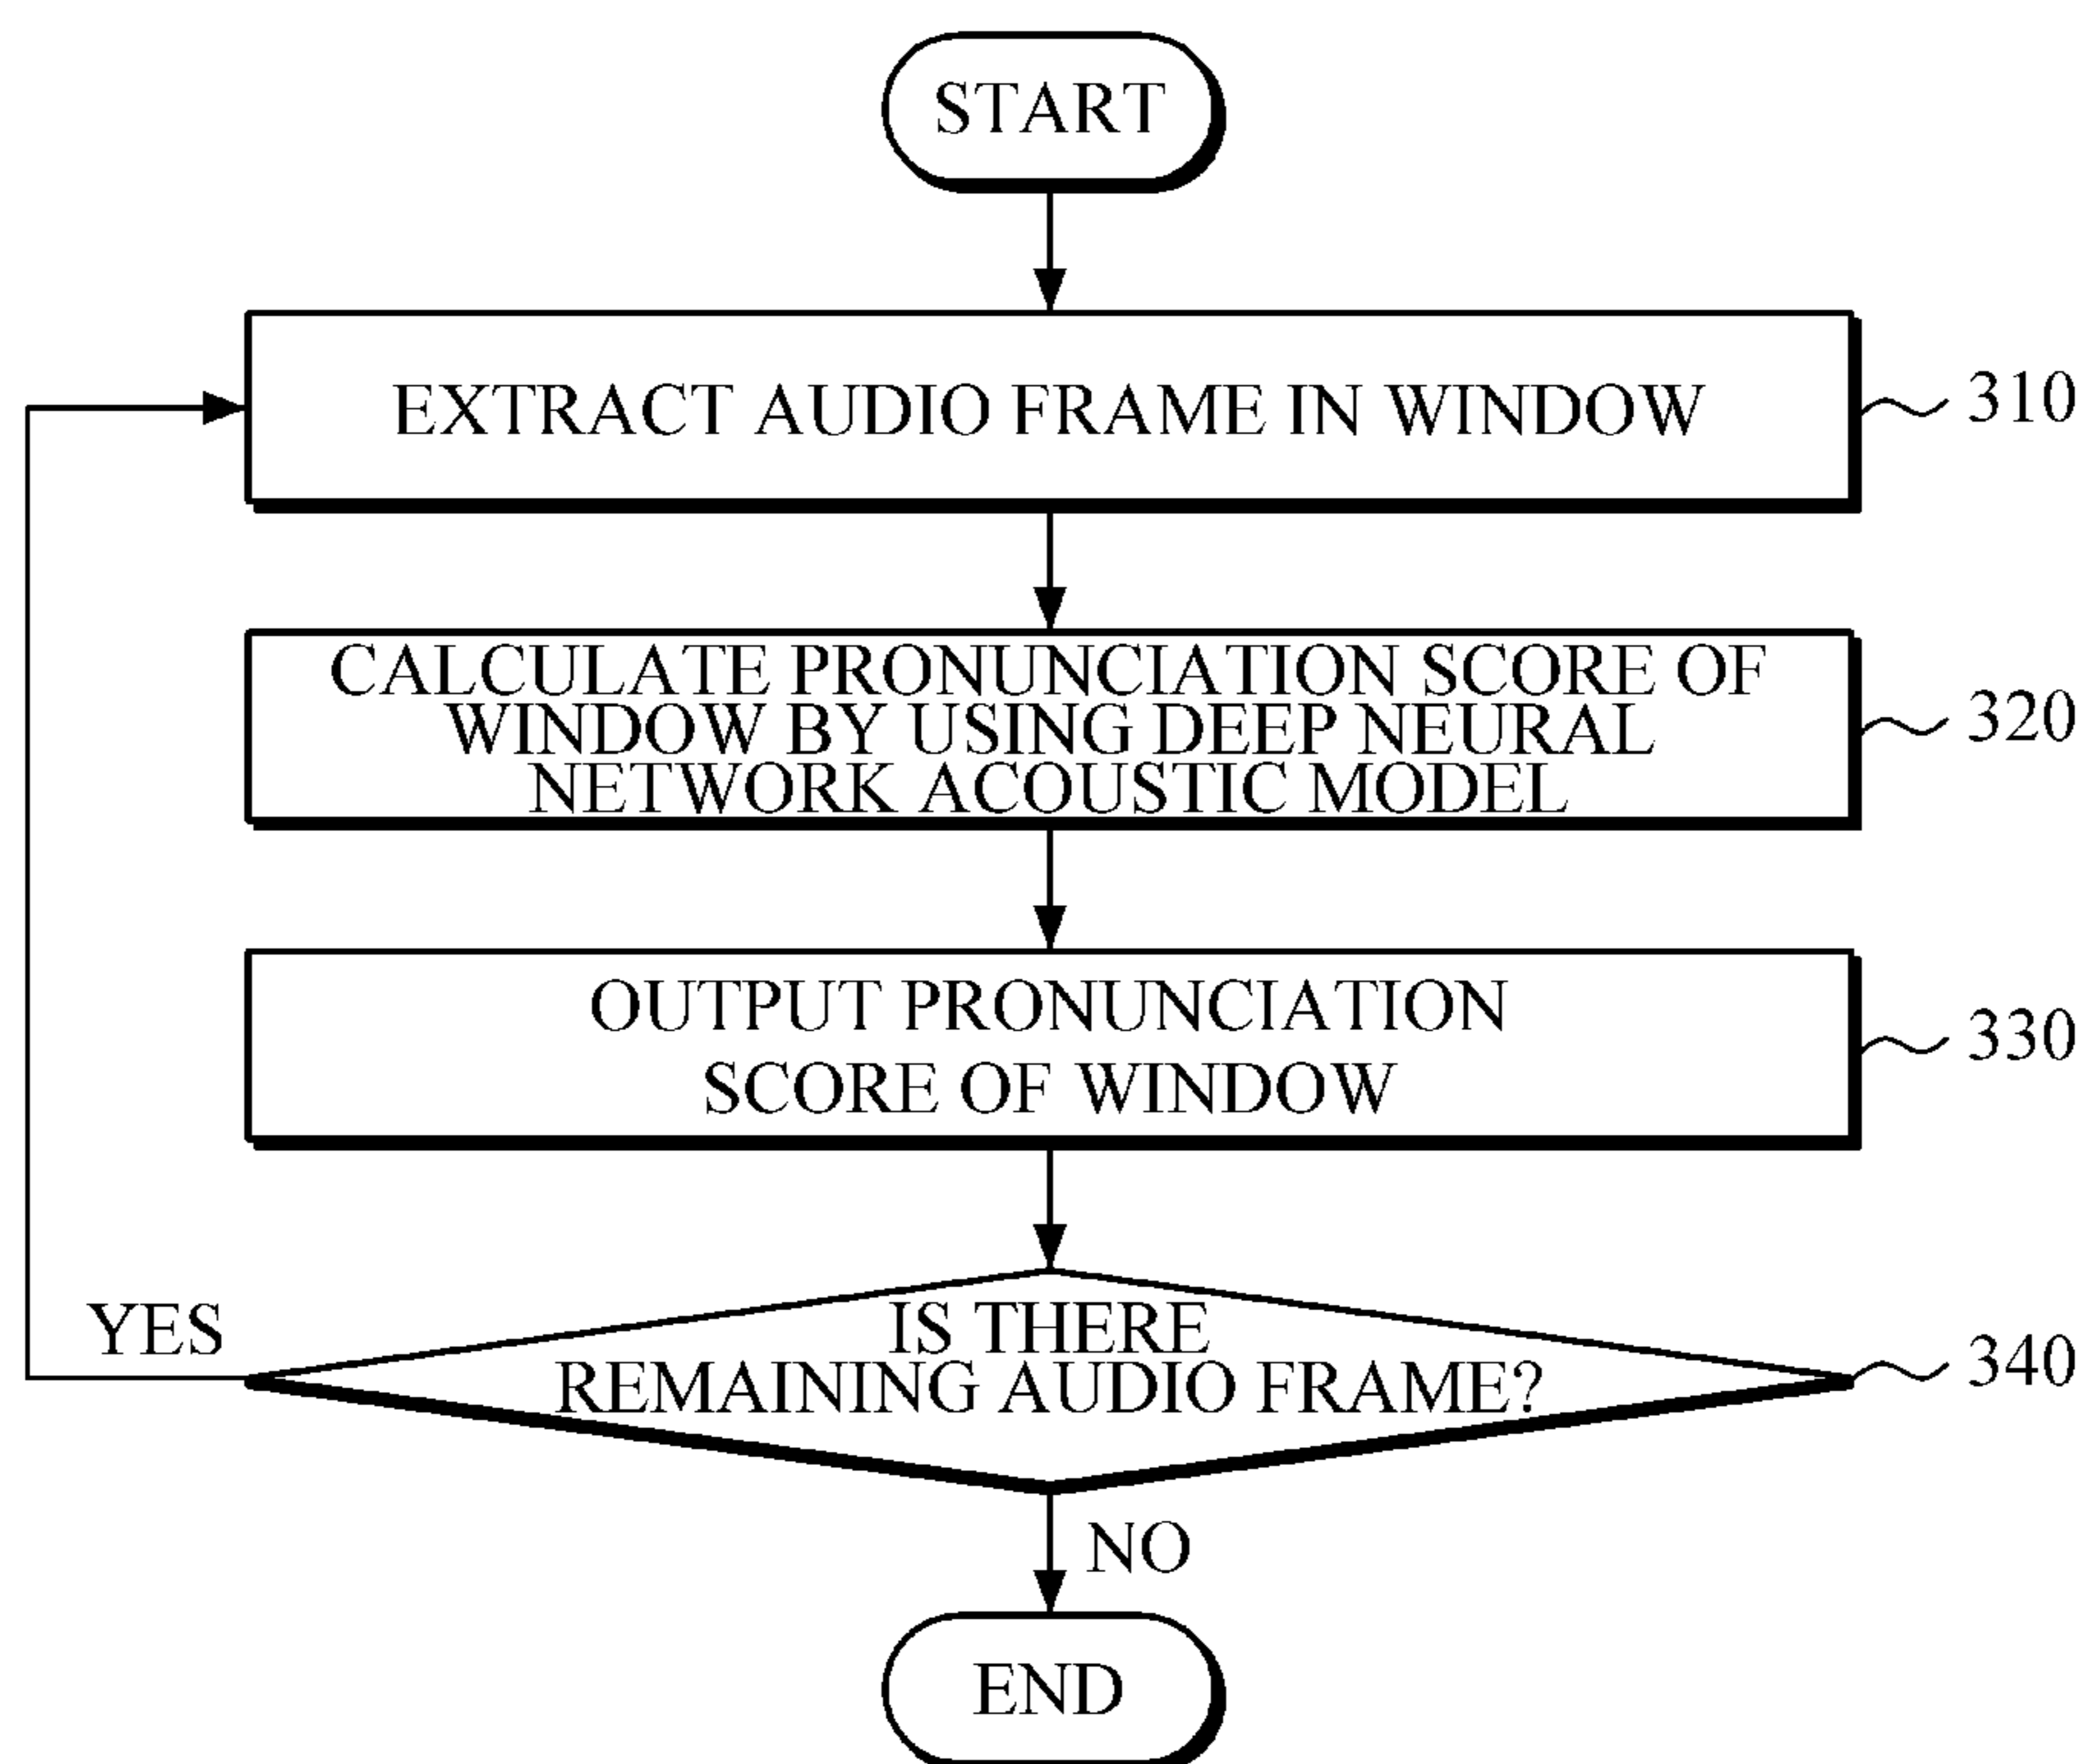 START
EXTRACT AUDIO FRAME IN WINDOW
310
CALCULATE PRONUNCIATION SCORE OF
WINDOW BY USING DEEP NEURAL
NETWORK ACOUSTIC MODEL
320
OUTPUT PRONUNCIATION
SCORE OF WINDOW
330
YES
IS THERE
REMAINING AUDIO FRAME?
340
NO
END